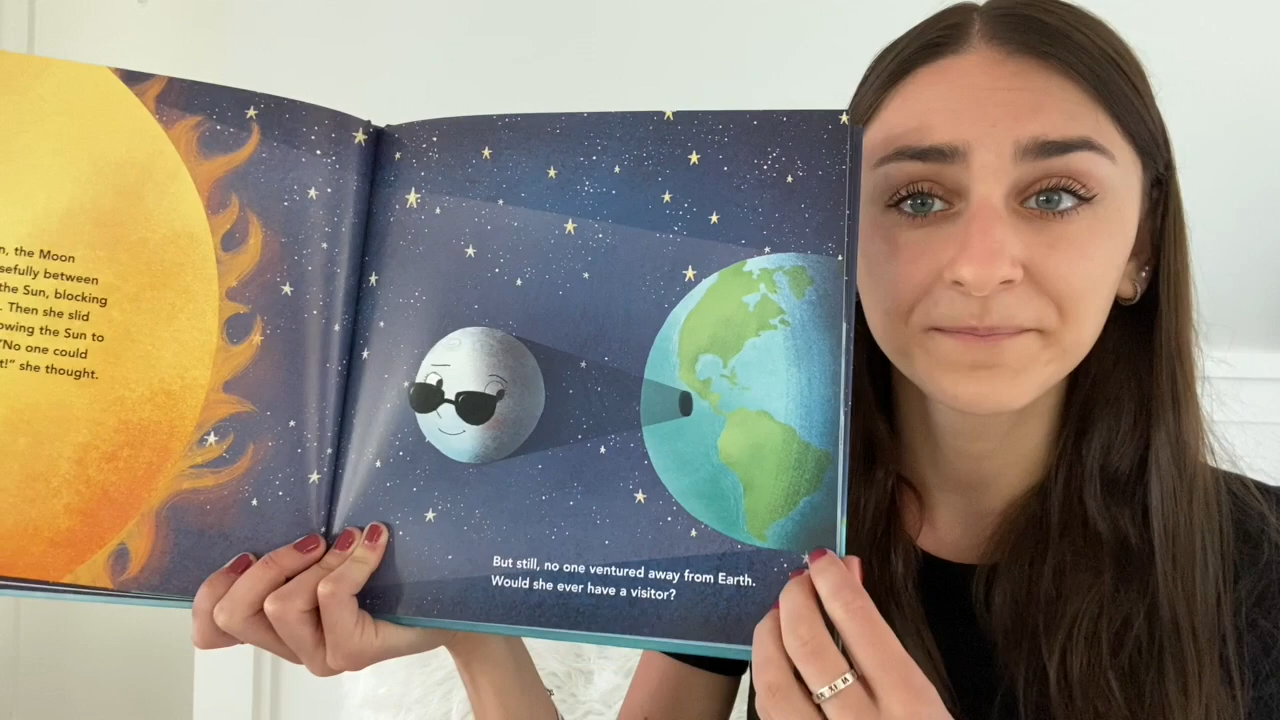 n, the Moon
sefully between
the Sun, blocking
. Then she slid
owing the Sun to
"No one could
t!" she thought.
But still, no one ventured away from Earth.
Would she ever have a visitor?